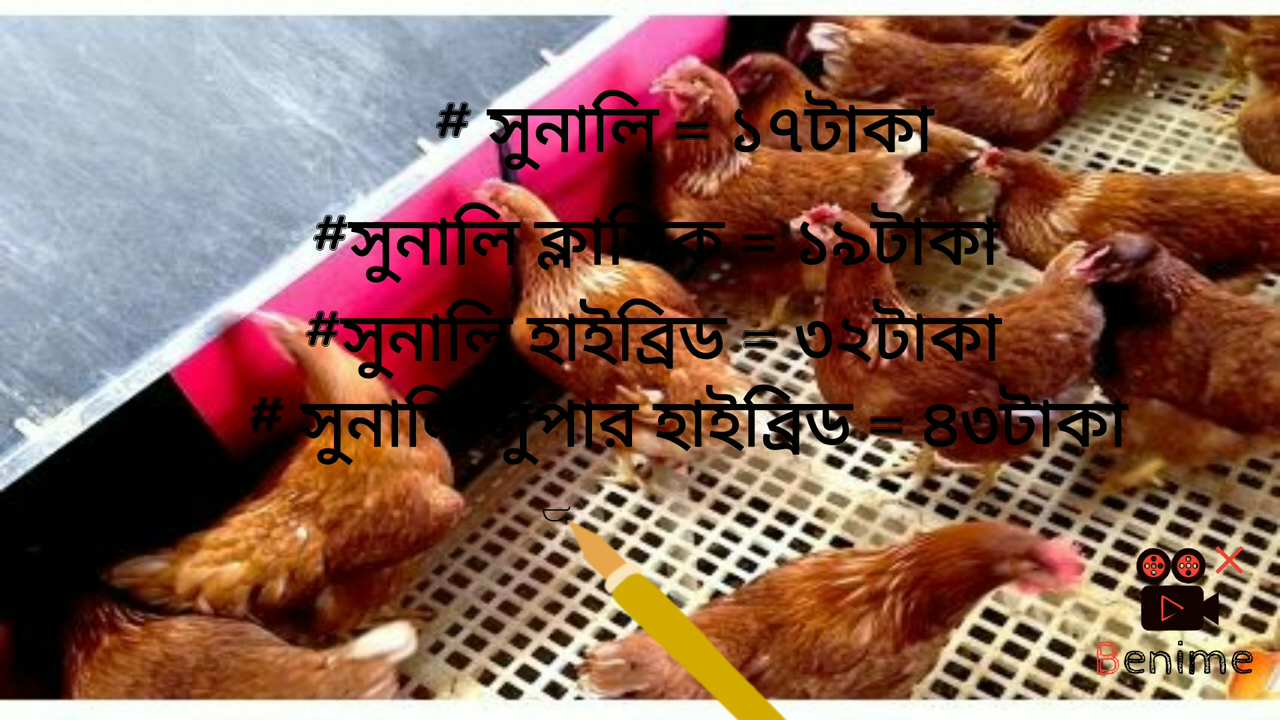 # সুনালি = ১৭টাকা
#সুনালি ক্লাসিক = ১৯টাকা
#সুনালি হাইব্রিড = ৩২টাকা
# সুনালি সুপার হাইব্রিড = ৪৩টাকা
Benime